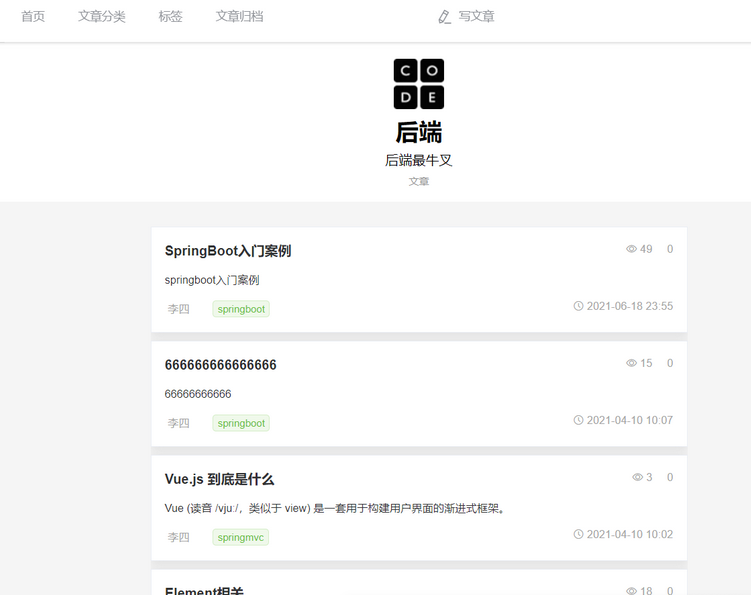 首页 文章分类 标签 文章归档 写文章
C O
D E
后端
后端最牛叉
文章
SpringBoot入门案例 49 0
springboot入门案例
李四 springboot 2021-06-18 23:55
666666666666666 15 0
66666666666
李四 springboot 2021-04-10 10:07
Vue.js 到底是什么 3 0
Vue (读音 /vjuː/，类似于 view) 是一套用于构建用户界面的渐进式框架。
李四 springmvc 2021-04-10 10:02
Element相关 18 0